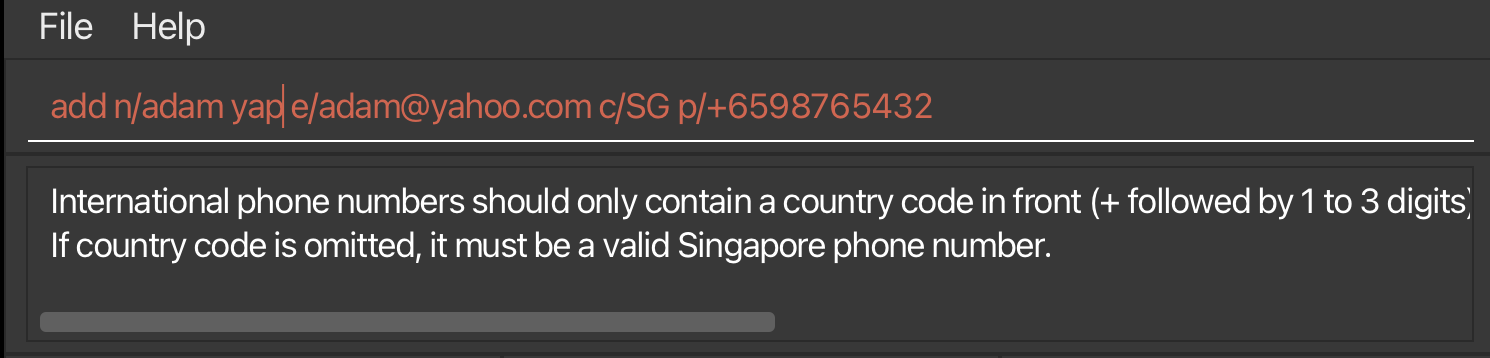 File Help
add n/adam yap e/adam@yahoo.com c/SG p/+6598765432
International phone numbers should only contain a country code in front (+ followed by 1 to 3 digits)
If country code is omitted, it must be a valid Singapore phone number.